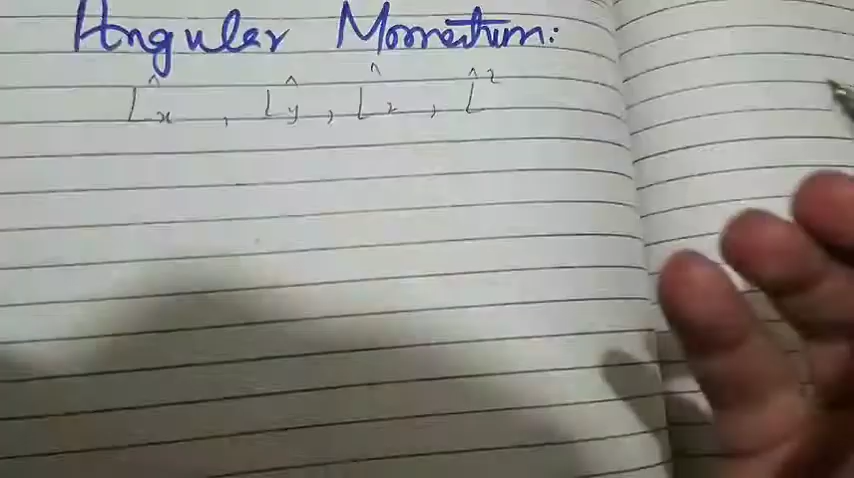 Angular Momentum:
L̂x , L̂y , L̂z , L̂²